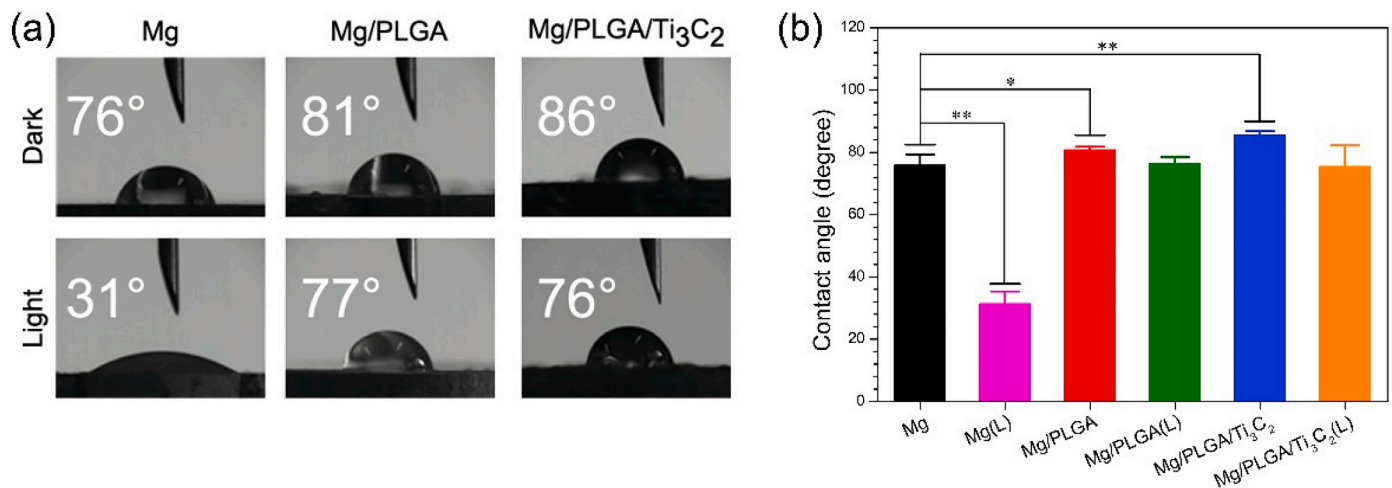 (a)
Mg
Mg/PLGA
Mg/PLGA/Ti₃C₂
Dark
76°
81°
86°
Light
31°
77°
76°
(b)
Contact angle (degree)
120
100
80
60
40
20
0
**
*
**
Mg
Mg(L)
Mg/PLGA
Mg/PLGA(L)
Mg/PLGA/Ti₃C₂
Mg/PLGA/Ti₃C₂(L)